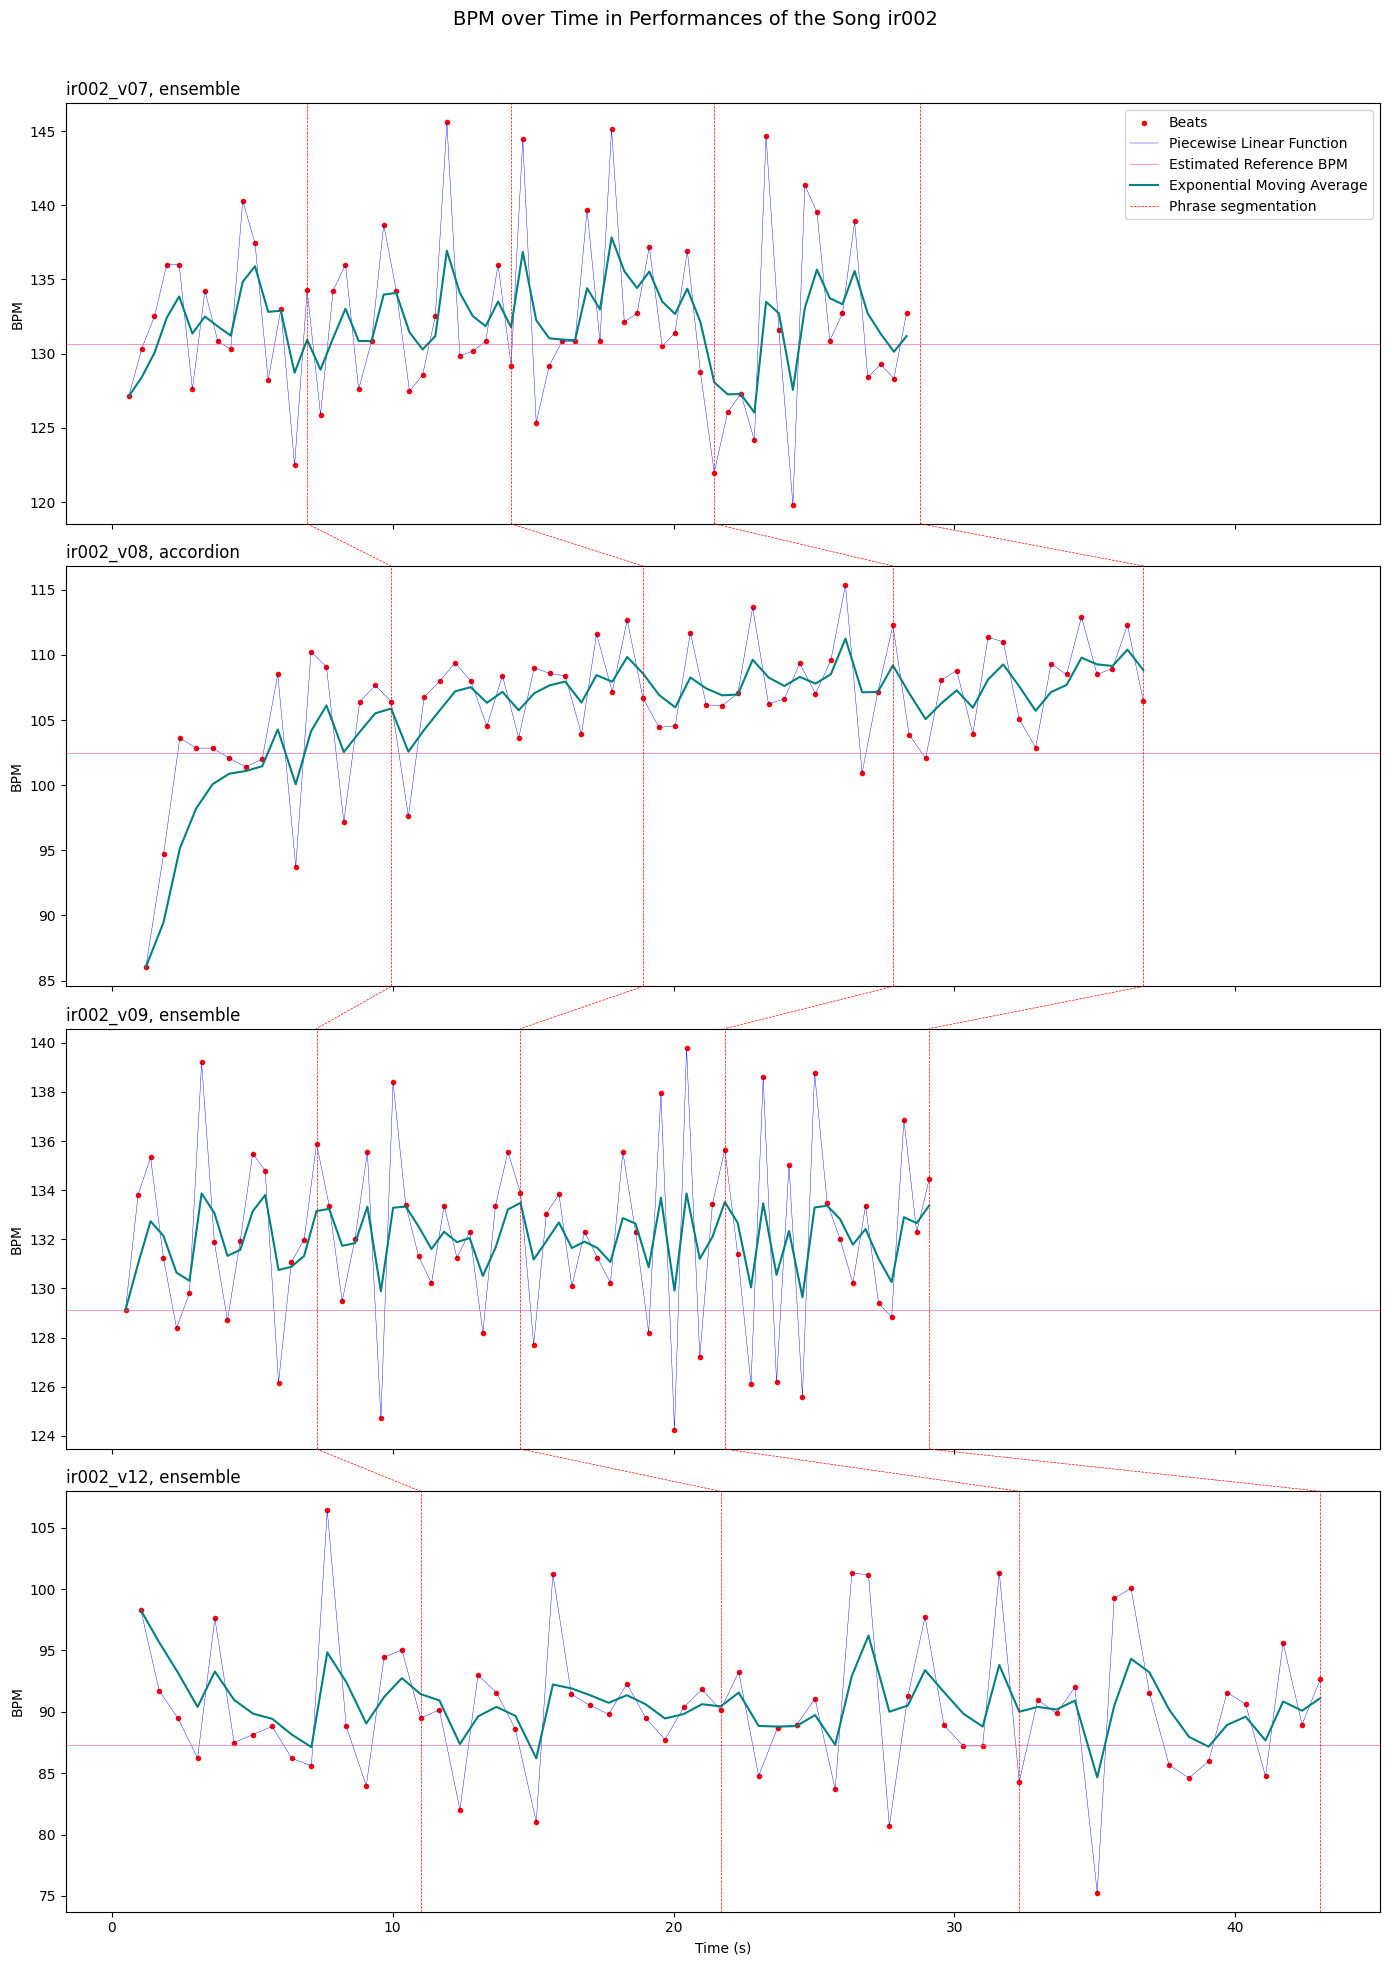 BPM over Time in Performances of the Song ir002
ir002_v07, ensemble
Beats
Piecewise Linear Function
Estimated Reference BPM
Exponential Moving Average
Phrase segmentation
145
140
135
130
125
120
BPM
ir002_v08, accordion
115
110
105
100
95
90
85
BPM
ir002_v09, ensemble
140
138
136
134
132
130
128
126
124
BPM
ir002_v12, ensemble
105
100
95
90
85
80
75
BPM
0 10 20 30 40
Time (s)